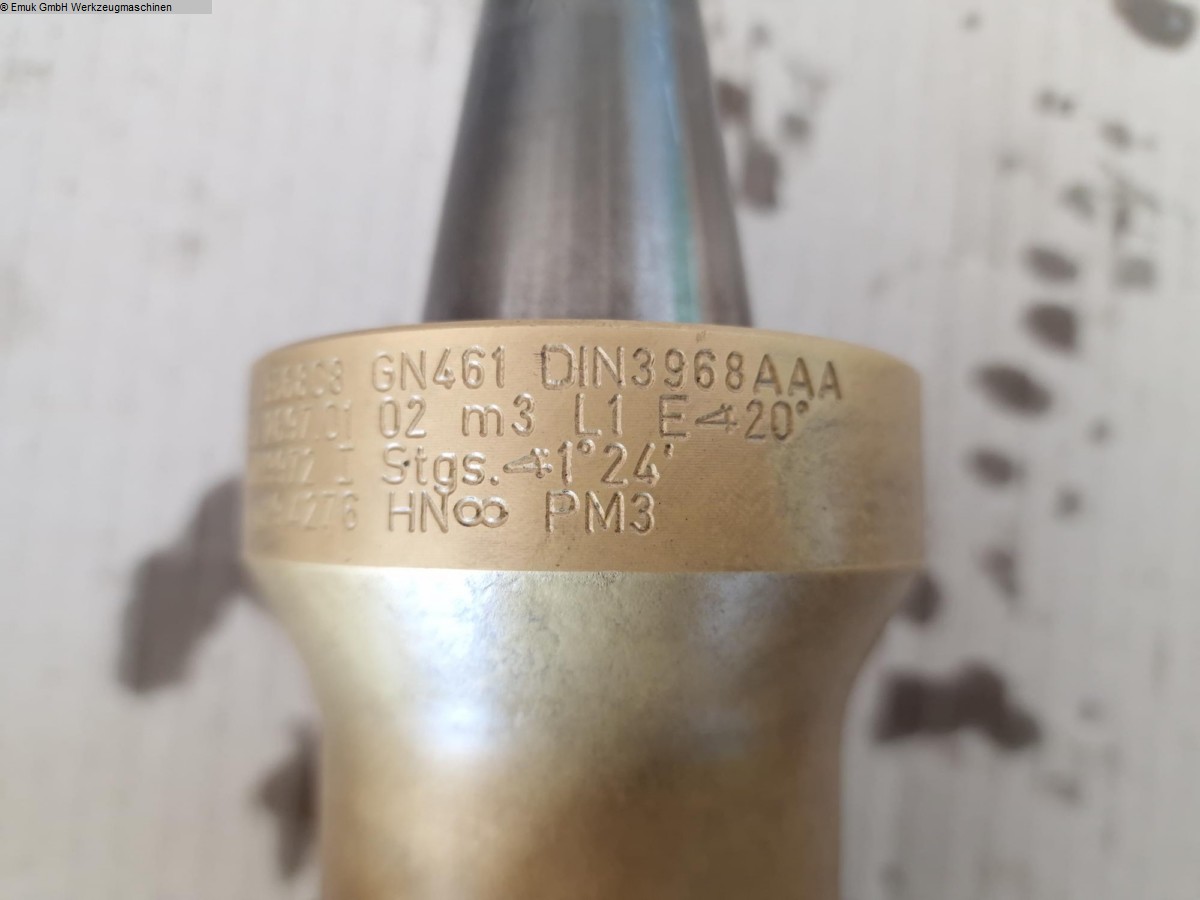 © Emuk GmbH Werkzeugmaschinen
GN461 DIN3968AAA
02 m3 L1 E∢20°
Stgs.∢1°24'
HN∞ PM3